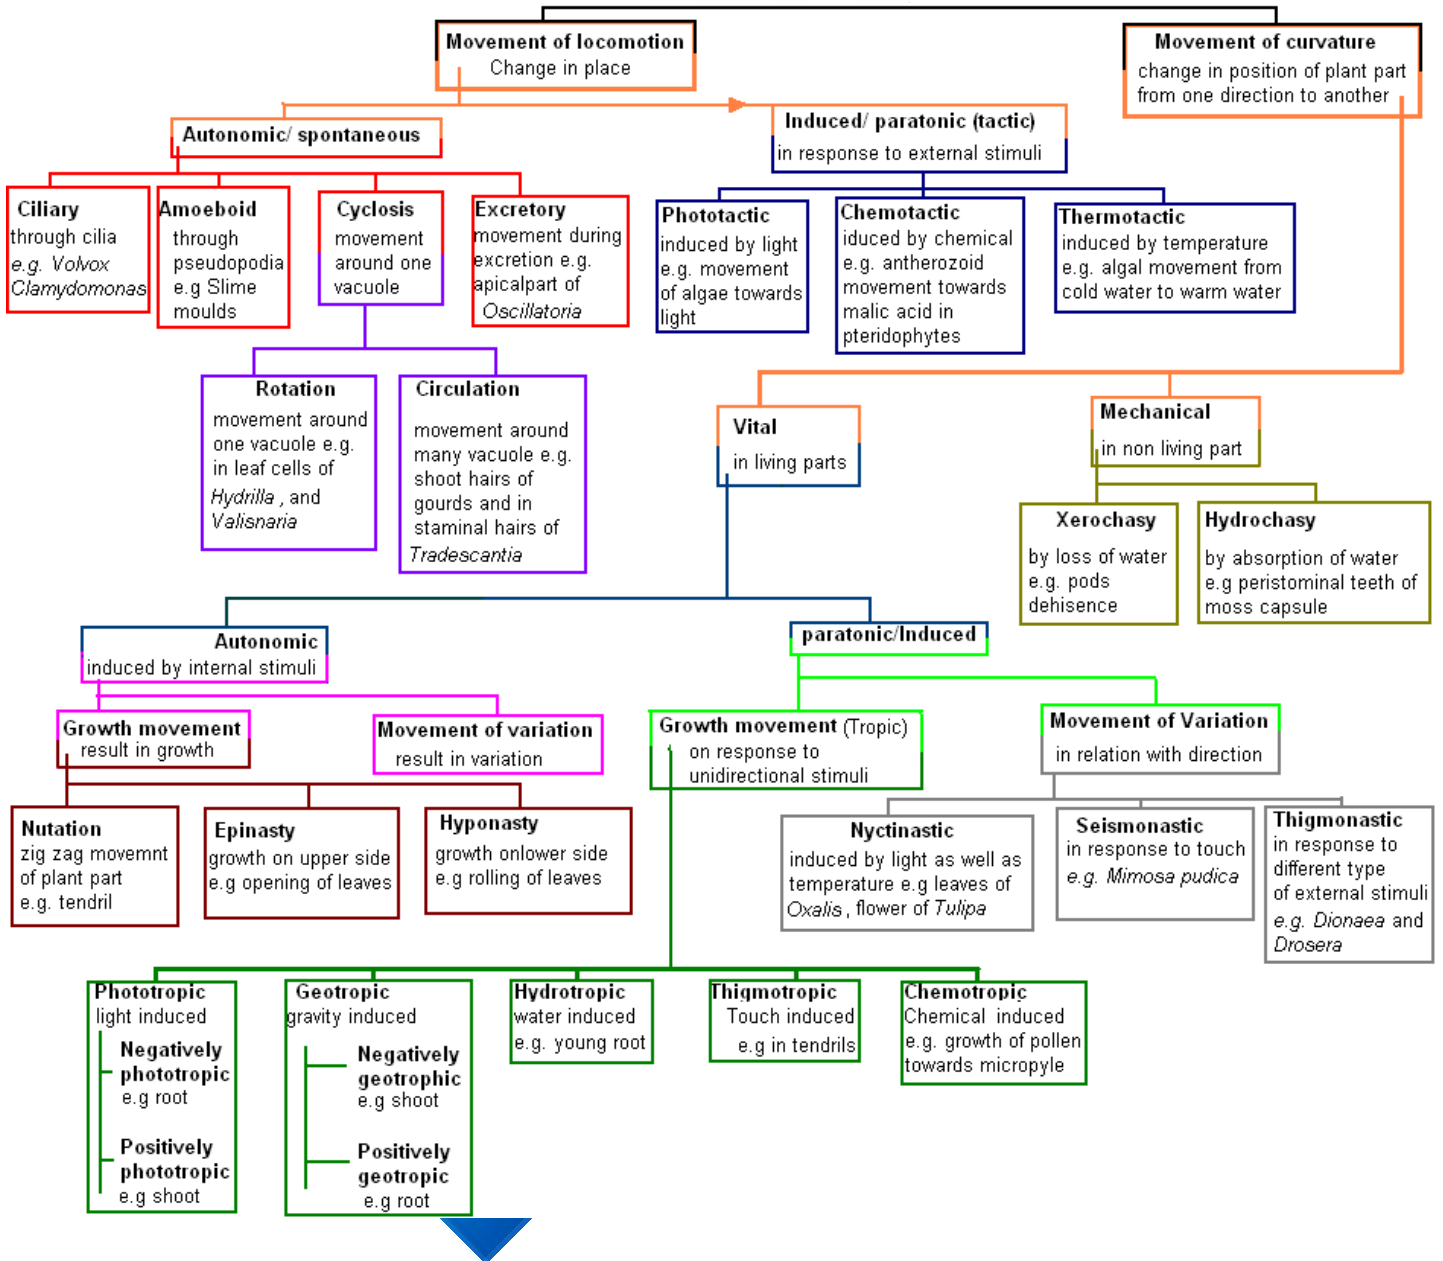 Movement of locomotion
Change in place
Movement of curvature
change in position of plant part
from one direction to another
Autonomic/ spontaneous
Induced/ paratonic (tactic)
in response to external stimuli
Ciliary
through cilia
e.g. Volvox
Clamydomonas
Amoeboid
through
pseudopodia
e.g Slime
moulds
Cyclosis
movement
around one
vacuole
Excretory
movement during
excretion e.g.
apicalpart of
Oscillatoria
Phototactic
induced by light
e.g. movement
of algae towards
light
Chemotactic
iduced by chemical
e.g. antherozoid
movement towards
malic acid in
pteridophytes
Thermotactic
induced by temperature
e.g. algal movement from
cold water to warm water
Rotation
movement around
one vacuole e.g.
in leaf cells of
Hydrilla , and
Valisnaria
Circulation
movement around
many vacuole e.g.
shoot hairs of
gourds and in
staminal hairs of
Tradescantia
Vital
in living parts
Mechanical
in non living part
Xerochasy
by loss of water
e.g. pods
dehisence
Hydrochasy
by absorption of water
e.g peristominal teeth of
moss capsule
Autonomic
induced by internal stimuli
paratonic/Induced
Growth movement
result in growth
Movement of variation
result in variation
Growth movement (Tropic)
on response to
unidirectional stimuli
Movement of Variation
in relation with direction
Nutation
zig zag movemnt
of plant part
e.g. tendril
Epinasty
growth on upper side
e.g opening of leaves
Hyponasty
growth onlower side
e.g rolling of leaves
Nyctinastic
induced by light as well as
temperature e.g leaves of
Oxalis , flower of Tulipa
Seismonastic
in response to touch
e.g. Mimosa pudica
Thigmonastic
in response to
different type
of external stimuli
e.g. Dionaea and
Drosera
Phototropic
light induced
Negatively
phototropic
e.g root
Positively
phototropic
e.g shoot
Geotropic
gravity induced
Negatively
geotrophic
e.g shoot
Positively
geotropic
e.g root
Hydrotropic
water induced
e.g. young root
Thigmotropic
Touch induced
e.g in tendrils
Chemotropic
Chemical induced
e.g. growth of pollen
towards micropyle